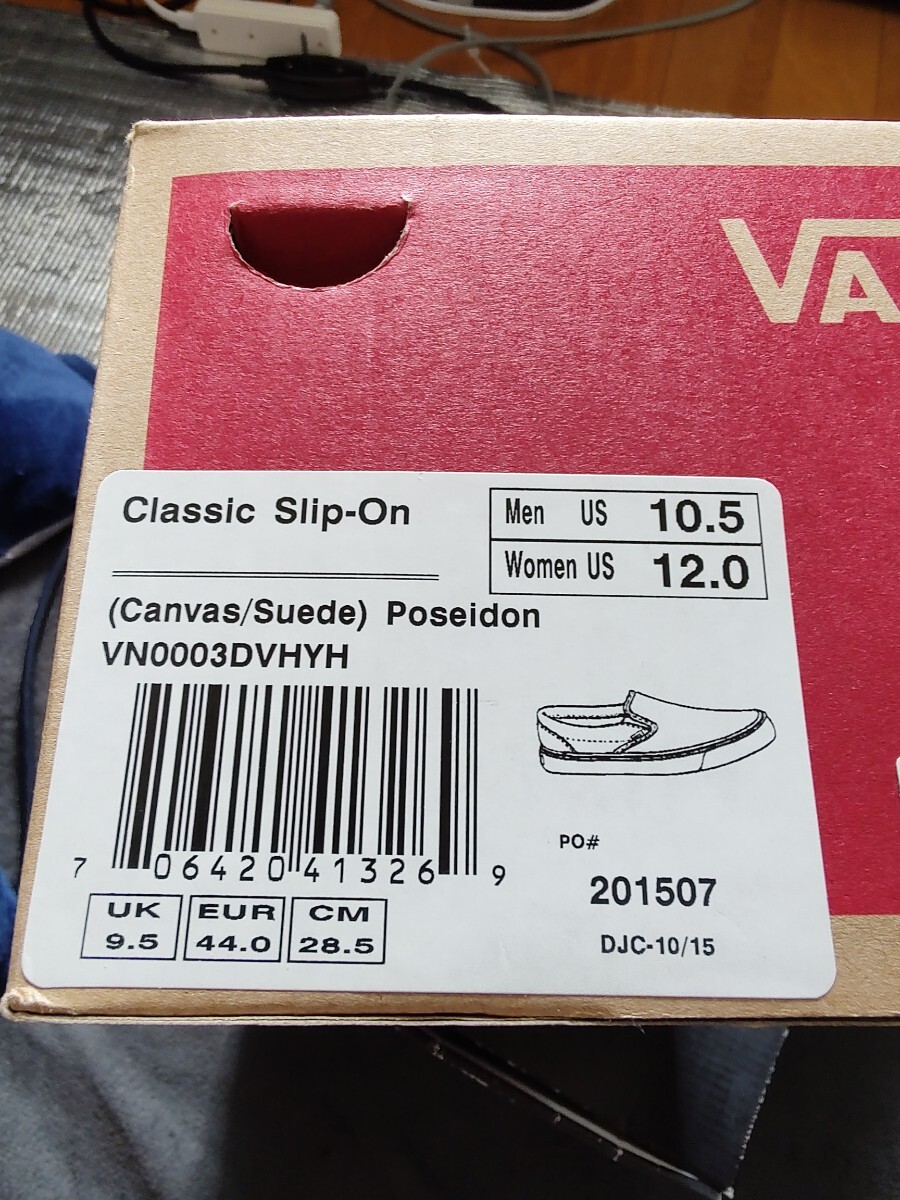 VA
Classic Slip-On
Men US 10.5
Women US 12.0
(Canvas/Suede) Poseidon
VN0003DVHYH
7 06420 41326 9
PO#
201507
DJC-10/15
UK EUR CM
9.5 44.0 28.5